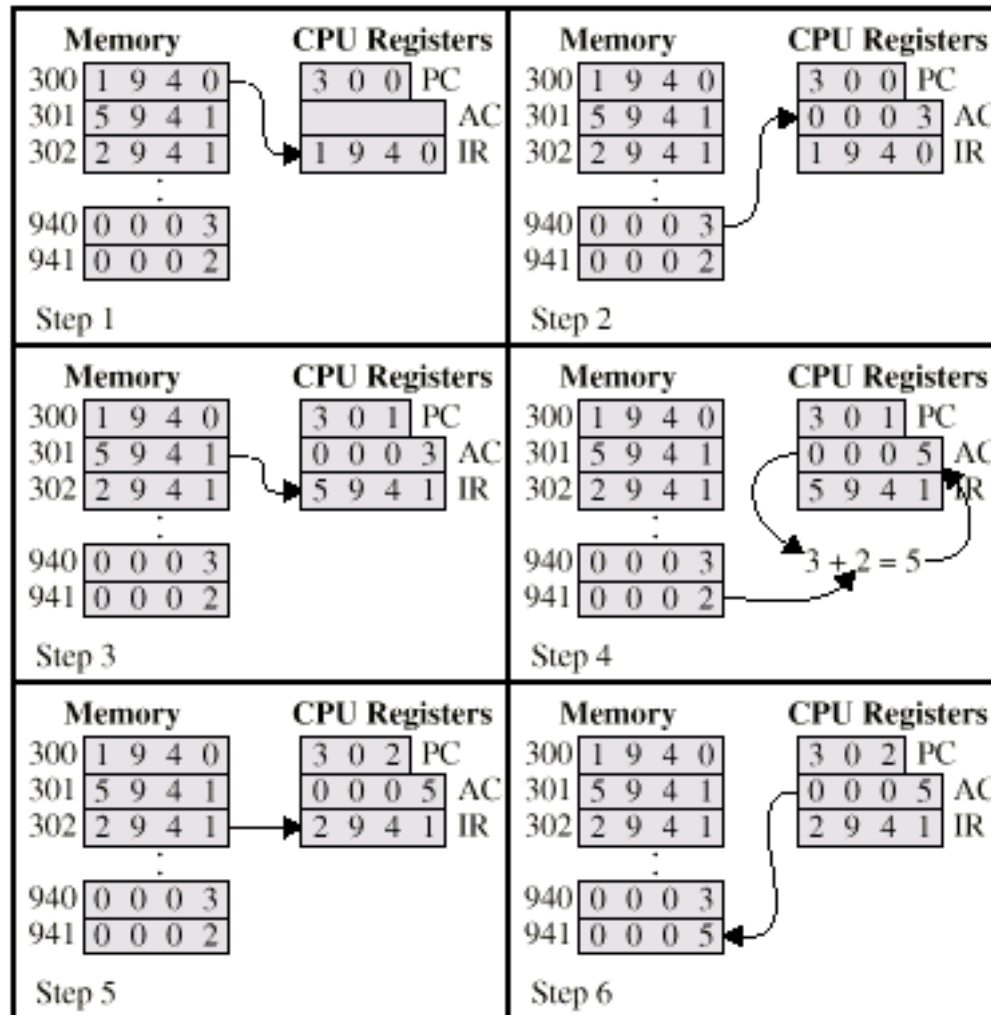 Memory CPU Registers
300 1 9 4 0 3 0 0 PC
301 5 9 4 1 AC
302 2 9 4 1 1 9 4 0 IR
940 0 0 0 3
941 0 0 0 2
Step 1
Memory CPU Registers
300 1 9 4 0 3 0 0 PC
301 5 9 4 1 0 0 0 3 AC
302 2 9 4 1 1 9 4 0 IR
940 0 0 0 3
941 0 0 0 2
Step 2
Memory CPU Registers
300 1 9 4 0 3 0 1 PC
301 5 9 4 1 0 0 0 3 AC
302 2 9 4 1 5 9 4 1 IR
940 0 0 0 3
941 0 0 0 2
Step 3
Memory CPU Registers
300 1 9 4 0 3 0 1 PC
301 5 9 4 1 0 0 0 5 AC
302 2 9 4 1 5 9 4 1 IR
940 0 0 0 3 3 + 2 = 5
941 0 0 0 2
Step 4
Memory CPU Registers
300 1 9 4 0 3 0 2 PC
301 5 9 4 1 0 0 0 5 AC
302 2 9 4 1 2 9 4 1 IR
940 0 0 0 3
941 0 0 0 2
Step 5
Memory CPU Registers
300 1 9 4 0 3 0 2 PC
301 5 9 4 1 0 0 0 5 AC
302 2 9 4 1 2 9 4 1 IR
940 0 0 0 3
941 0 0 0 5
Step 6